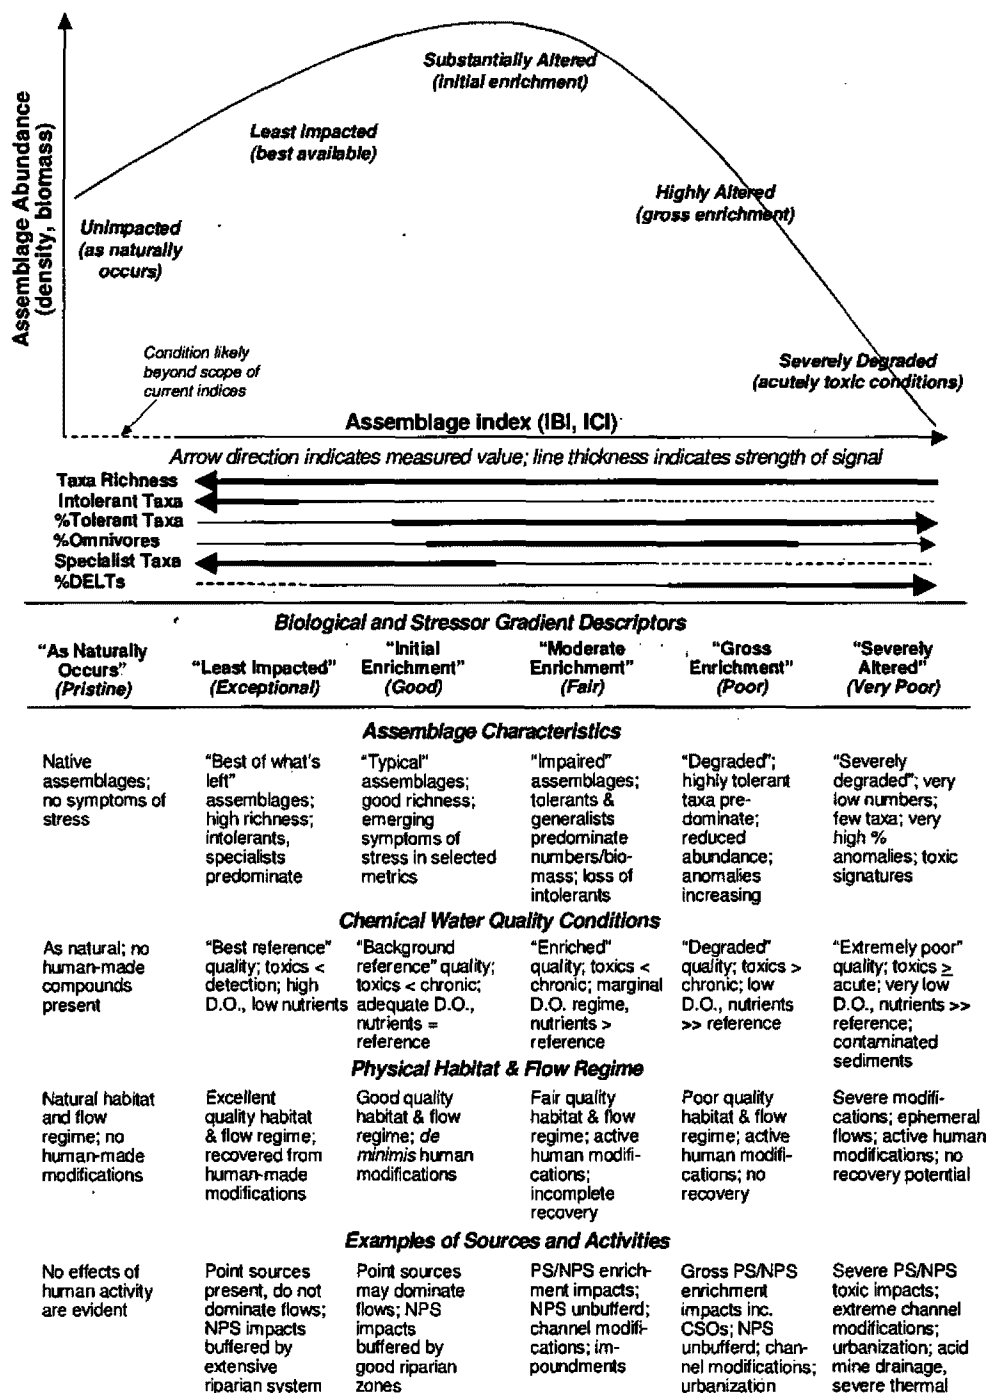 Assemblage Abundance
(density, biomass)
Substantially Altered
(initial enrichment)
Least Impacted
(best available)
Highly Altered
(gross enrichment)
Unimpacted
(as naturally
occurs)
Condition likely
beyond scope of
current indices
Severely Degraded
(acutely toxic conditions)
Assemblage index (IBI, ICI)
Arrow direction indicates measured value; line thickness indicates strength of signal
Taxa Richness
Intolerant Taxa
%Tolerant Taxa
%Omnivores
Specialist Taxa
%DELTs
Biological and Stressor Gradient Descriptors
"As Naturally
Occurs"
(Pristine)
"Least Impacted"
(Exceptional)
"Initial
Enrichment"
(Good)
"Moderate
Enrichment"
(Fair)
"Gross
Enrichment"
(Poor)
"Severely
Altered"
(Very Poor)
Assemblage Characteristics
Native
assemblages;
no symptoms of
stress
"Best of what's
left"
assemblages;
high richness;
intolerants,
specialists
predominate
"Typical"
assemblages;
good richness;
emerging
symptoms of
stress in selected
metrics
"Impaired"
assemblages;
tolerants &
generalists
predominate
numbers/bio-
mass; loss of
intolerants
"Degraded";
highly tolerant
taxa pre-
dominate;
reduced
abundance;
anomalies
increasing
"Severely
degraded"; very
low numbers;
few taxa; very
high %
anomalies; toxic
signatures
Chemical Water Quality Conditions
As natural; no
human-made
compounds
present
"Best reference"
quality; toxics <
detection; high
D.O., low nutrients
"Background
reference" quality;
toxics < chronic;
adequate D.O.,
nutrients =
reference
"Enriched"
quality; toxics <
chronic; marginal
D.O. regime,
nutrients >
reference
"Degraded"
quality; toxics >
chronic; low
D.O., nutrients
>> reference
"Extremely poor"
quality; toxics ≥
acute; very low
D.O., nutrients >>
reference;
contaminated
sediments
Physical Habitat & Flow Regime
Natural habitat
and flow
regime; no
human-made
modifications
Excellent
quality habitat
& flow regime;
recovered from
human-made
modifications
Good quality
habitat & flow
regime; de
minimis human
modifications
Fair quality
habitat & flow
regime; active
human modifi-
cations;
incomplete
recovery
Poor quality
habitat & flow
regime; active
human modifi-
cations; no
recovery
Severe modifi-
cations; ephemeral
flows; active human
modifications; no
recovery potential
Examples of Sources and Activities
No effects of
human activity
are evident
Point sources
present, do not
dominate flows;
NPS impacts
buffered by
extensive
riparian system
Point sources
may dominate
flows; NPS
impacts
buffered by
good riparian
zones
PS/NPS enrich-
ment impacts;
NPS unbufferd;
channel modifi-
cations; im-
poundments
Gross PS/NPS
enrichment
impacts inc.
CSOs; NPS
unbufferd; chan-
nel modifications;
urbanization
Severe PS/NPS
toxic impacts;
extreme channel
modifications;
urbanization; acid
mine drainage,
severe thermal